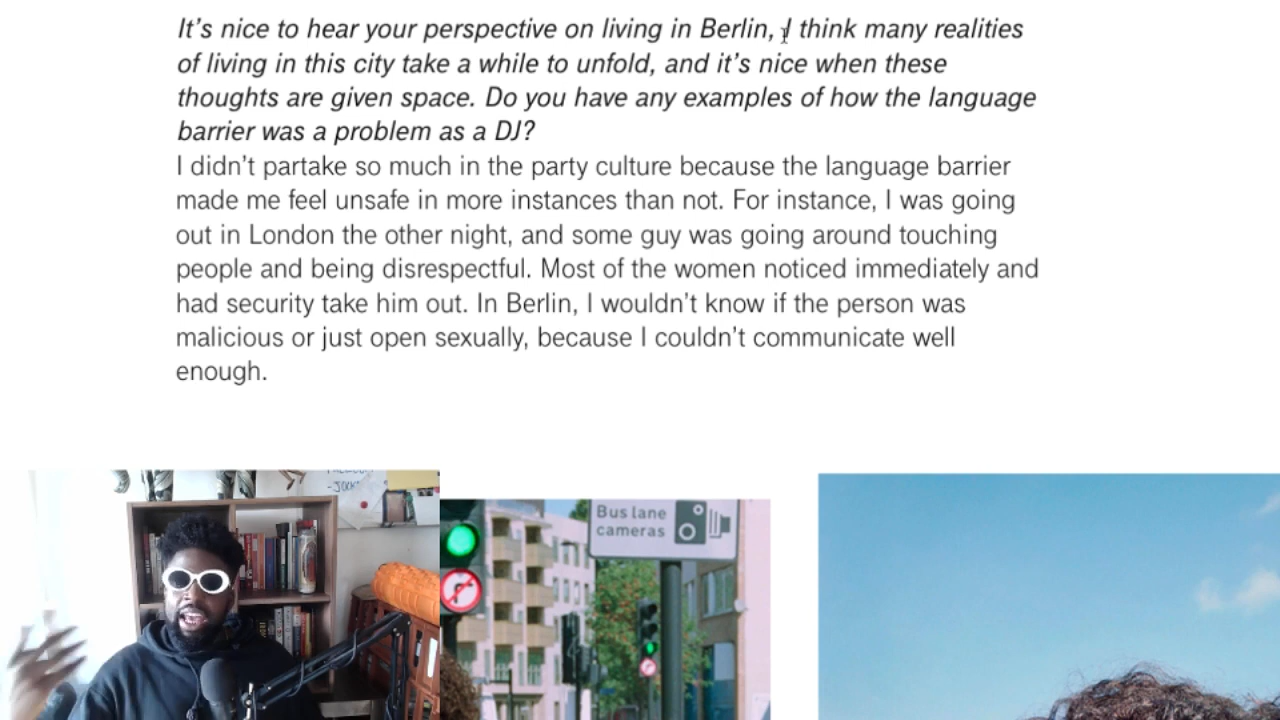 It’s nice to hear your perspective on living in Berlin, I think many realities
of living in this city take a while to unfold, and it’s nice when these
thoughts are given space. Do you have any examples of how the language
barrier was a problem as a DJ?
I didn’t partake so much in the party culture because the language barrier
made me feel unsafe in more instances than not. For instance, I was going
out in London the other night, and some guy was going around touching
people and being disrespectful. Most of the women noticed immediately and
had security take him out. In Berlin, I wouldn’t know if the person was
malicious or just open sexually, because I couldn’t communicate well
enough.
Bus lane
cameras